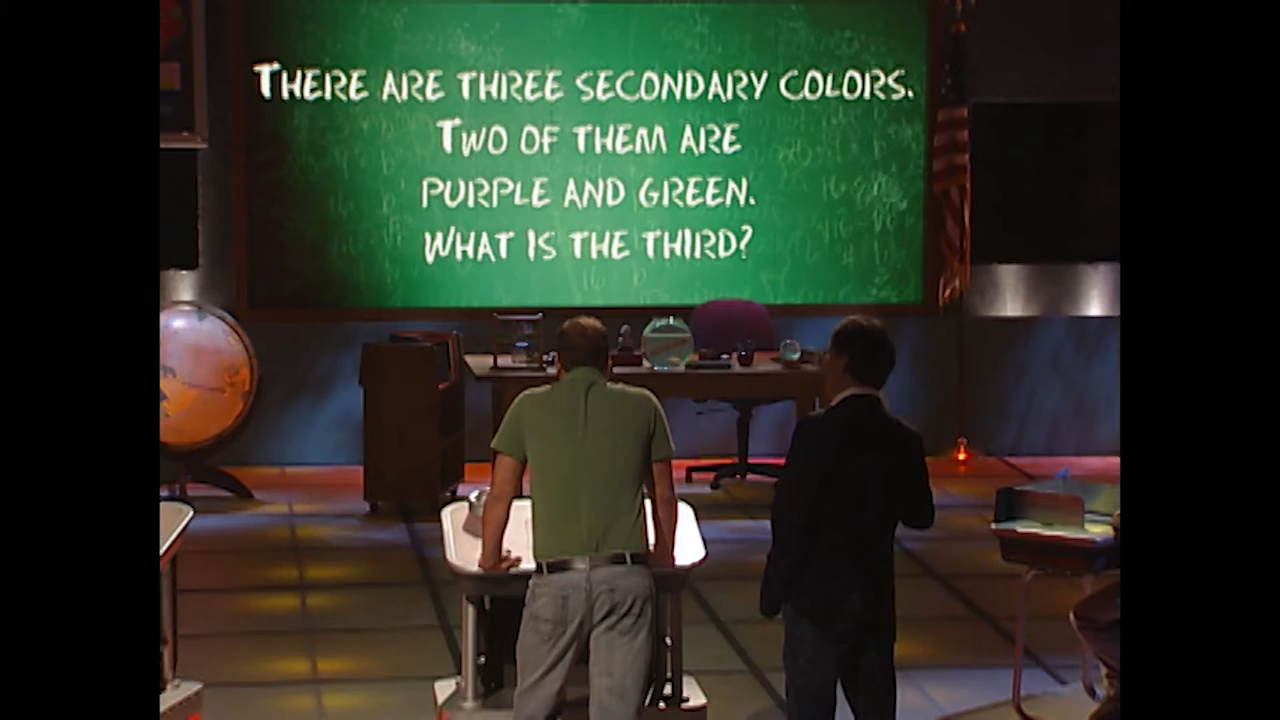 There are three secondary colors.
Two of them are
purple and green.
What is the third?